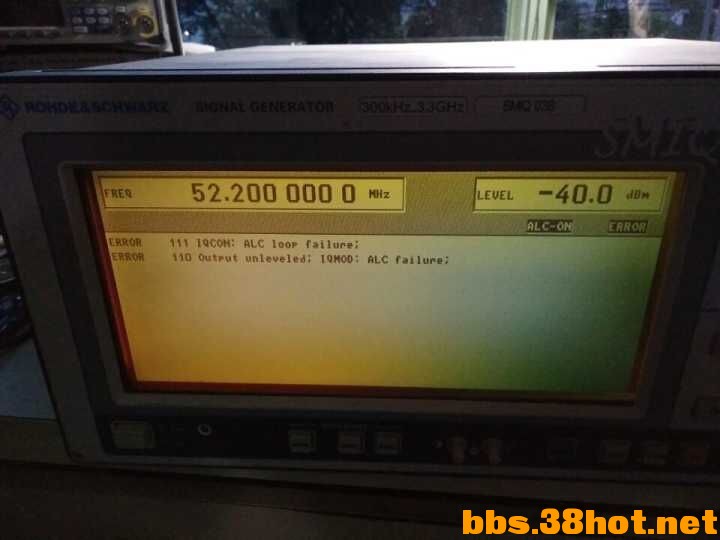 ROHDE&SCHWARZ SIGNAL GENERATOR 300kHz...3.3GHz SMIQ 03B
SMIQ
FREQ 52.200 000 0 MHz LEVEL -40.0 dBm
ALC-ON ERROR
ERROR 111 IQCON: ALC loop failure;
ERROR 110 Output unleveled; IQMOD: ALC failure;
bbs.38hot.net